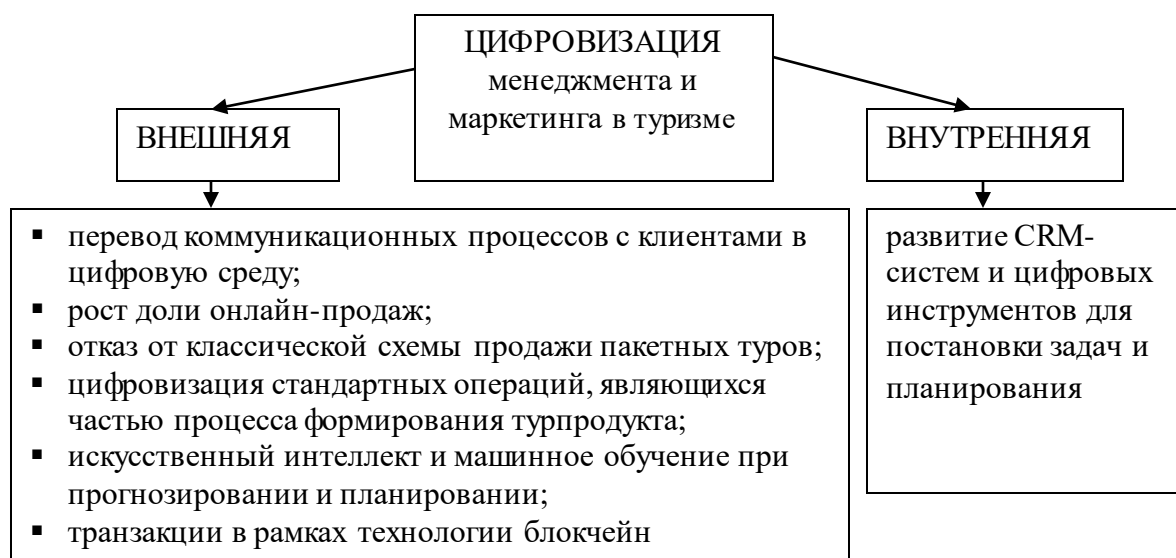 ЦИФРОВИЗАЦИЯ
менеджмента и
маркетинга в туризме
ВНЕШНЯЯ
ВНУТРЕННЯЯ
▪ перевод коммуникационных процессов с клиентами в
цифровую среду;
▪ рост доли онлайн-продаж;
▪ отказ от классической схемы продажи пакетных туров;
▪ цифровизация стандартных операций, являющихся
частью процесса формирования турпродукта;
▪ искусственный интеллект и машинное обучение при
прогнозировании и планировании;
▪ транзакции в рамках технологии блокчейн
развитие CRM-
систем и цифровых
инструментов для
постановки задач и
планирования